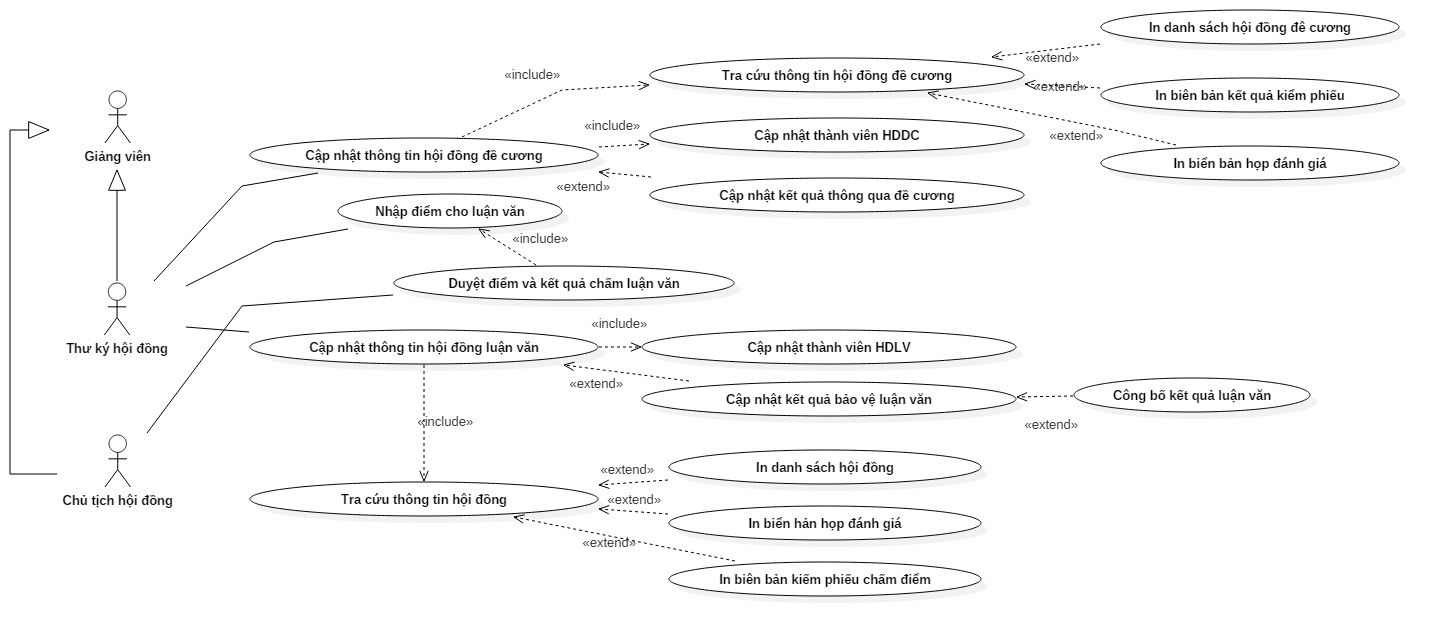 In danh sách hội đồng đê cương
«extend»
Tra cứu thông tin hội đồng đề cương
«include»
«extend»
In biên bản kết quả kiểm phiếu
«include»
Cập nhật thành viên HDDC
«extend»
Giảng viên
Cập nhật thông tin hội đồng đề cương
In biển bản họp đánh giá
«extend»
Cập nhật kết quả thông qua đề cương
Nhập điểm cho luận văn
«include»
Duyệt điểm và kết quả chấm luận văn
«include»
Thư ký hội đồng
Cập nhật thông tin hội đồng luận văn
Cập nhật thành viên HDLV
«extend»
Cập nhật kết quả bảo vệ luận văn
Công bố kết quả luận văn
«include»
«extend»
«extend»
In danh sách hội đồng
Chủ tịch hội đồng
Tra cứu thông tin hội đồng
«extend»
In biển hản họp đánh giá
«extend»
In biên bản kiểm phiếu chấm điểm